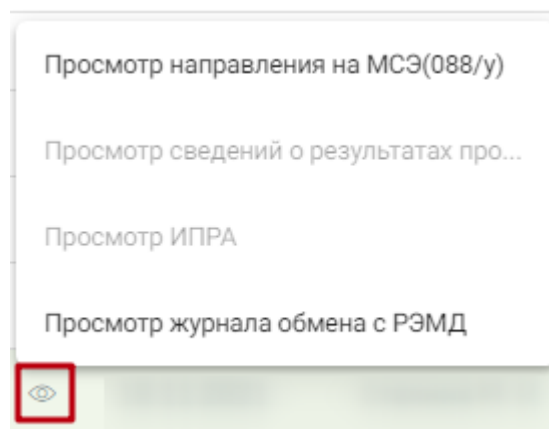 Просмотр направления на МСЭ(088/у)
Просмотр сведений о результатах про...
Просмотр ИПРА
Просмотр журнала обмена с РЭМД